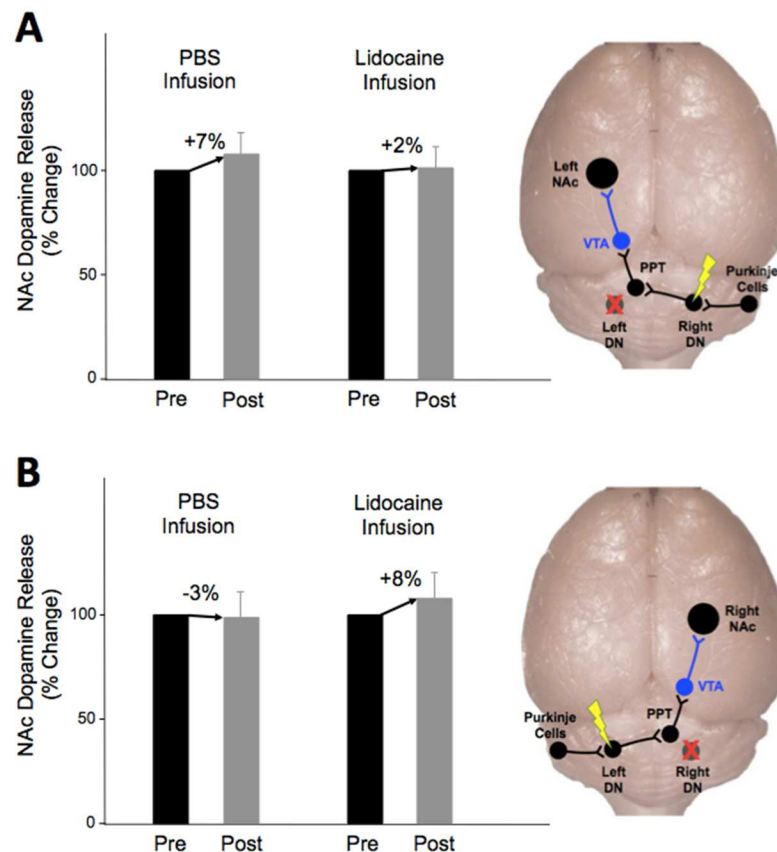 A
PBS
Infusion
Lidocaine
Infusion
NAc Dopamine Release
(% Change)
100
50
0
+7%
+2%
Pre
Post
Pre
Post
Left
NAc
VTA
PPT
Purkinje
Cells
Left
DN
Right
DN
B
PBS
Infusion
Lidocaine
Infusion
NAc Dopamine Release
(% Change)
100
50
0
-3%
+8%
Pre
Post
Pre
Post
Right
NAc
VTA
PPT
Purkinje
Cells
Left
DN
Right
DN